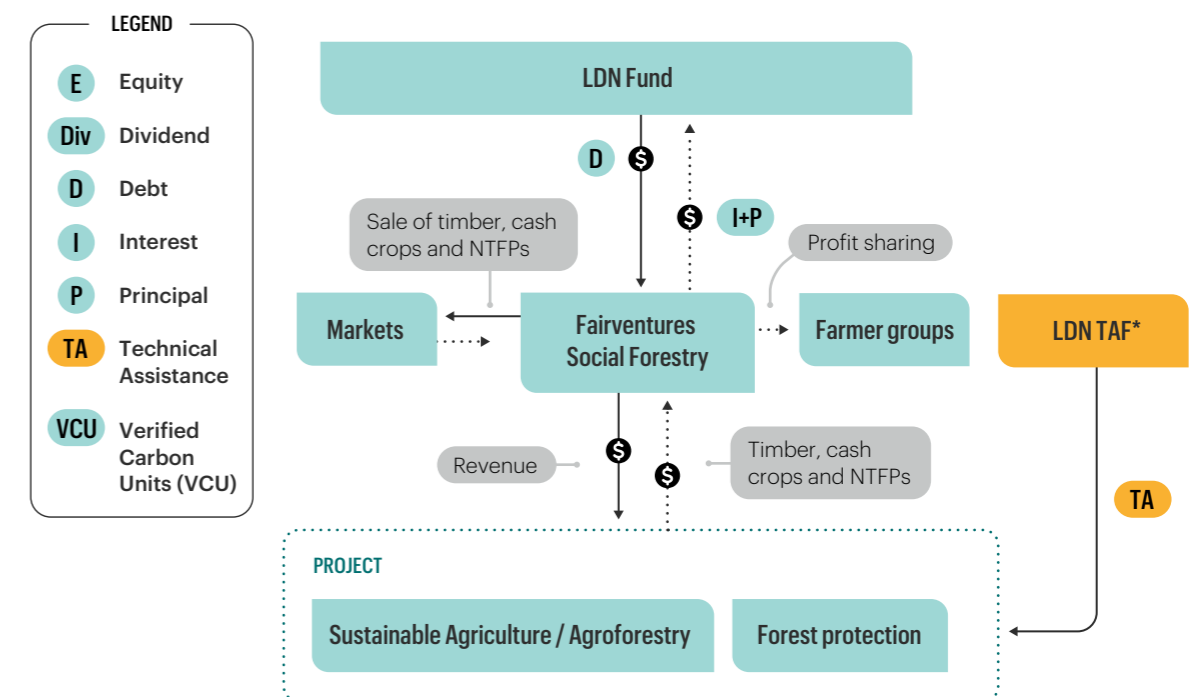 LEGEND
E Equity
Div Dividend
D Debt
I Interest
P Principal
TA Technical
Assistance
VCU Verified
Carbon
Units (VCU)
LDN Fund
D $
$ I+P
Sale of timber, cash
crops and NTFPs
Profit sharing
Markets
Fairventures
Social Forestry
Farmer groups
LDN TAF*
Revenue
$
$
Timber, cash
crops and NTFPs
TA
PROJECT
Sustainable Agriculture / Agroforestry
Forest protection